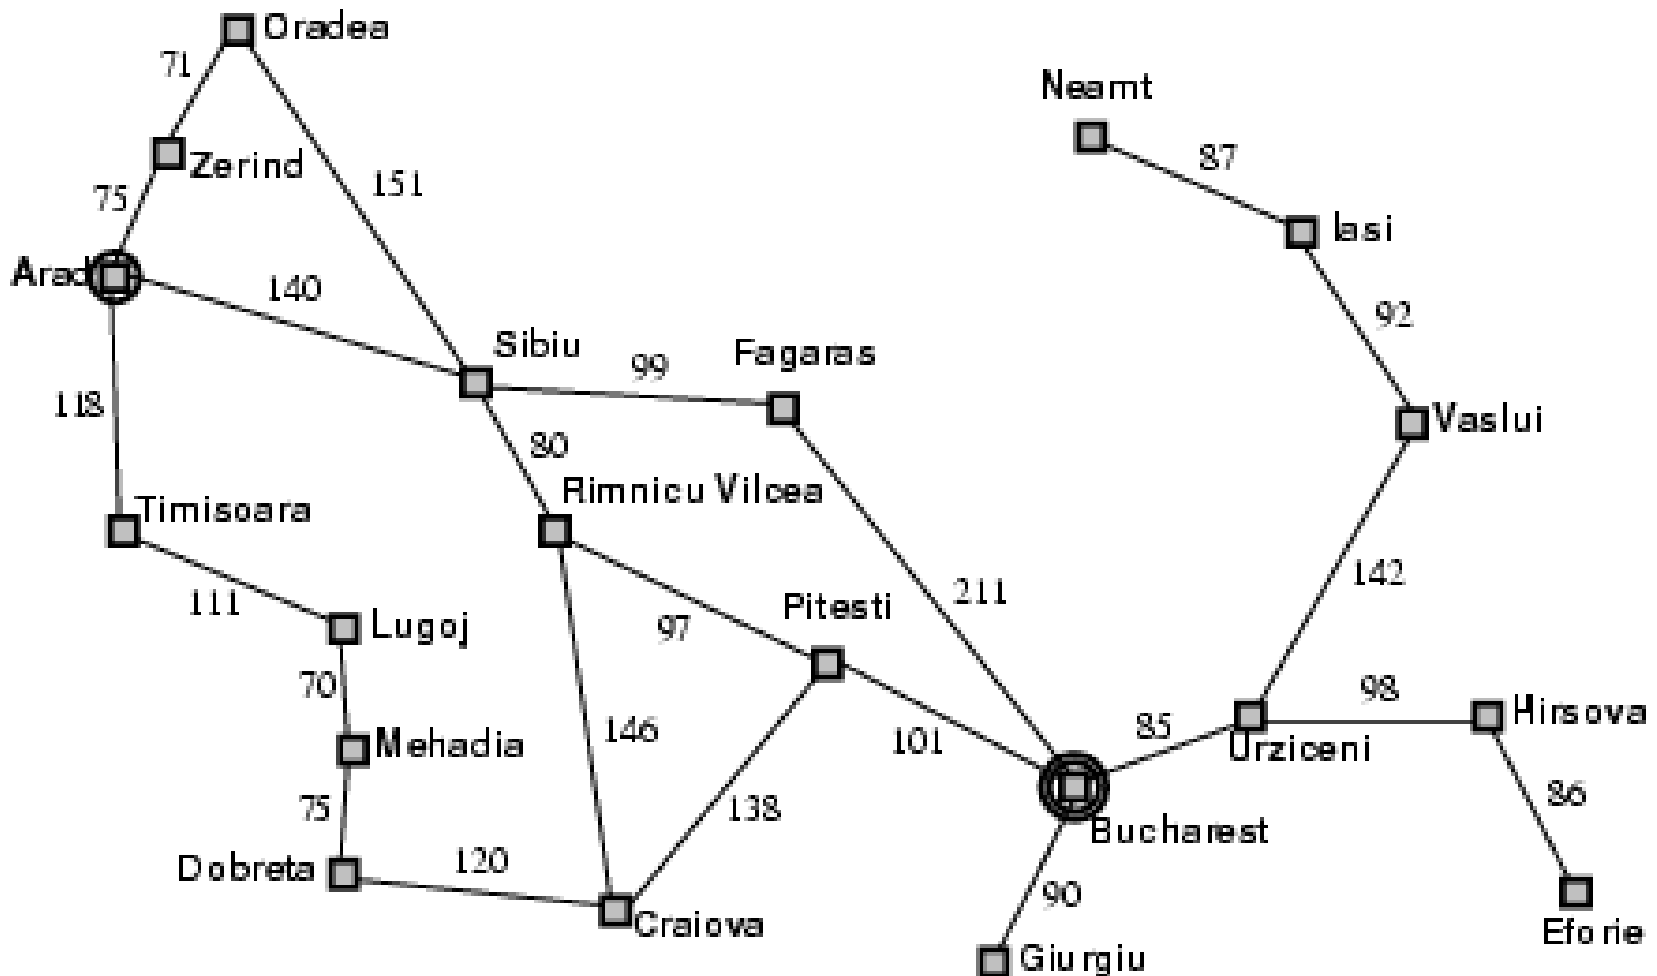 Oradea
71
Neamt
87
Zerind
151
75
Iasi
Arad
140
92
Sibiu
Fagaras
99
118
Vaslui
80
Rimnicu Vilcea
Timisoara
142
211
111
Pitesti
Lugoj
97
70
98
Hirsova
85
146
101
Urziceni
Mehadia
86
75
138
Bucharest
120
Dobreta
90
Craiova
Eforie
Giurgiu